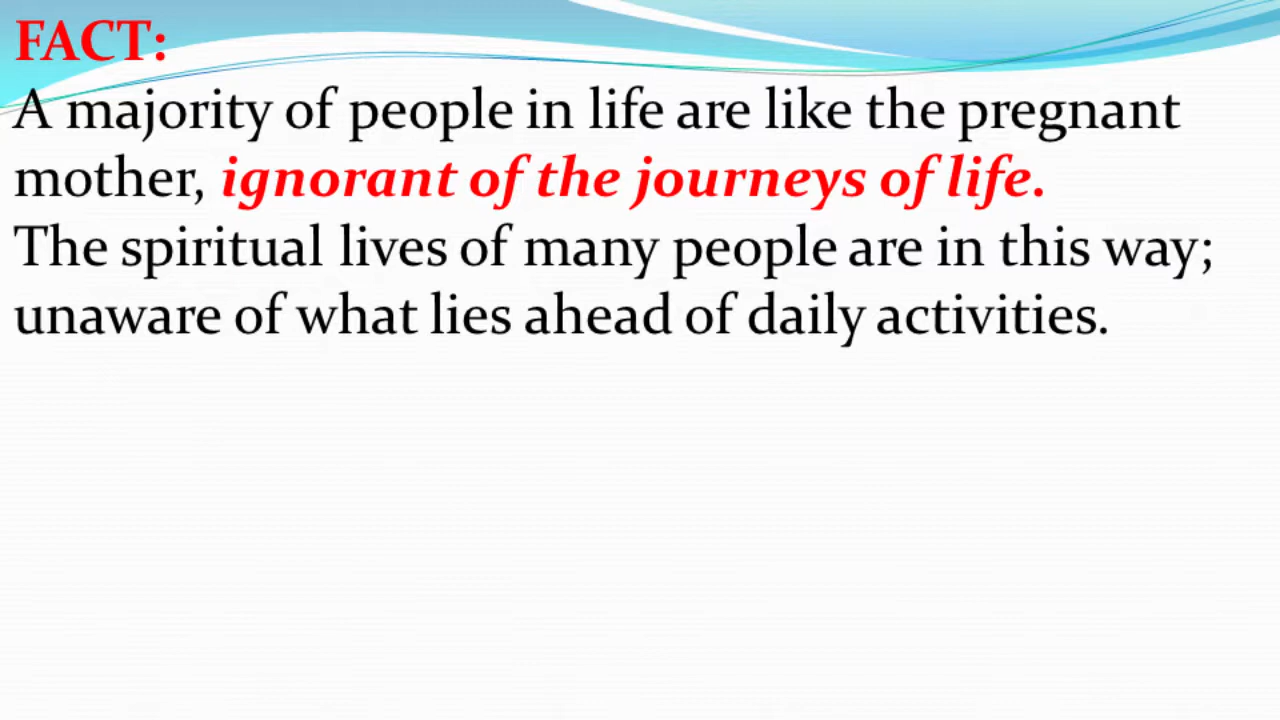 FACT:
A majority of people in life are like the pregnant
mother, ignorant of the journeys of life.
The spiritual lives of many people are in this way;
unaware of what lies ahead of daily activities.